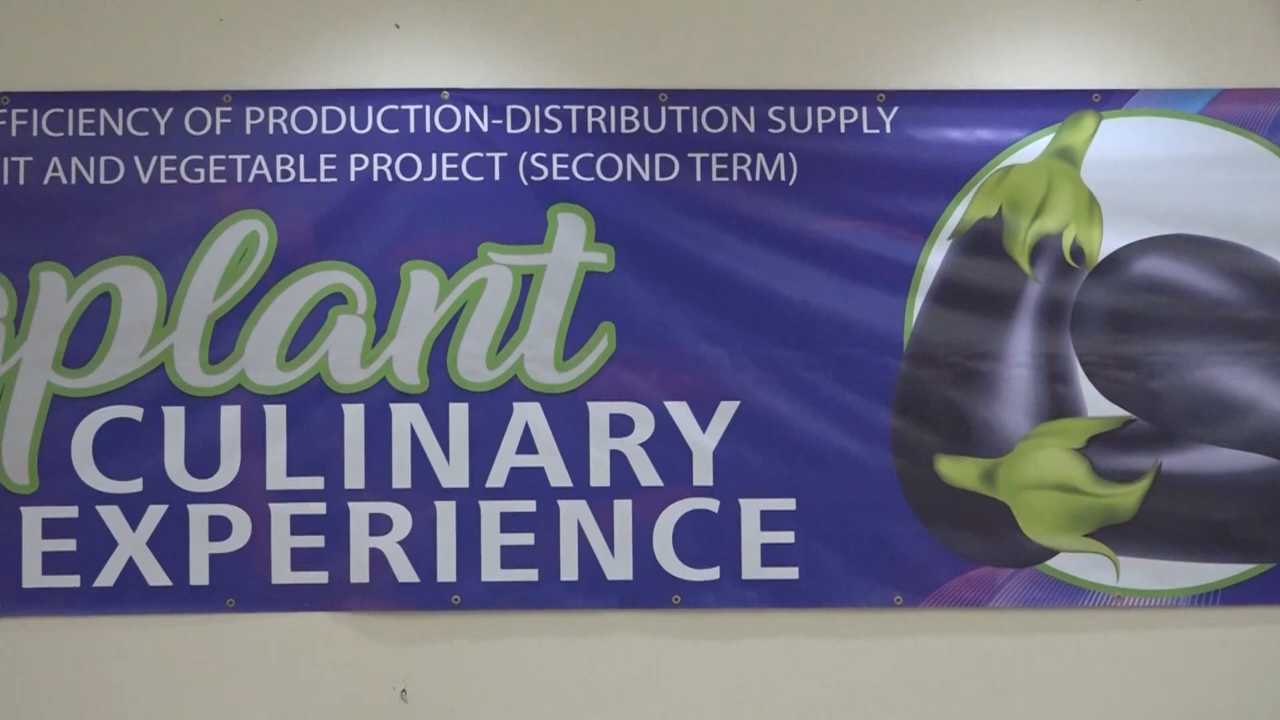 FFICIENCY OF PRODUCTION-DISTRIBUTION SUPPLY
IT AND VEGETABLE PROJECT (SECOND TERM)
plant
CULINARY
EXPERIENCE